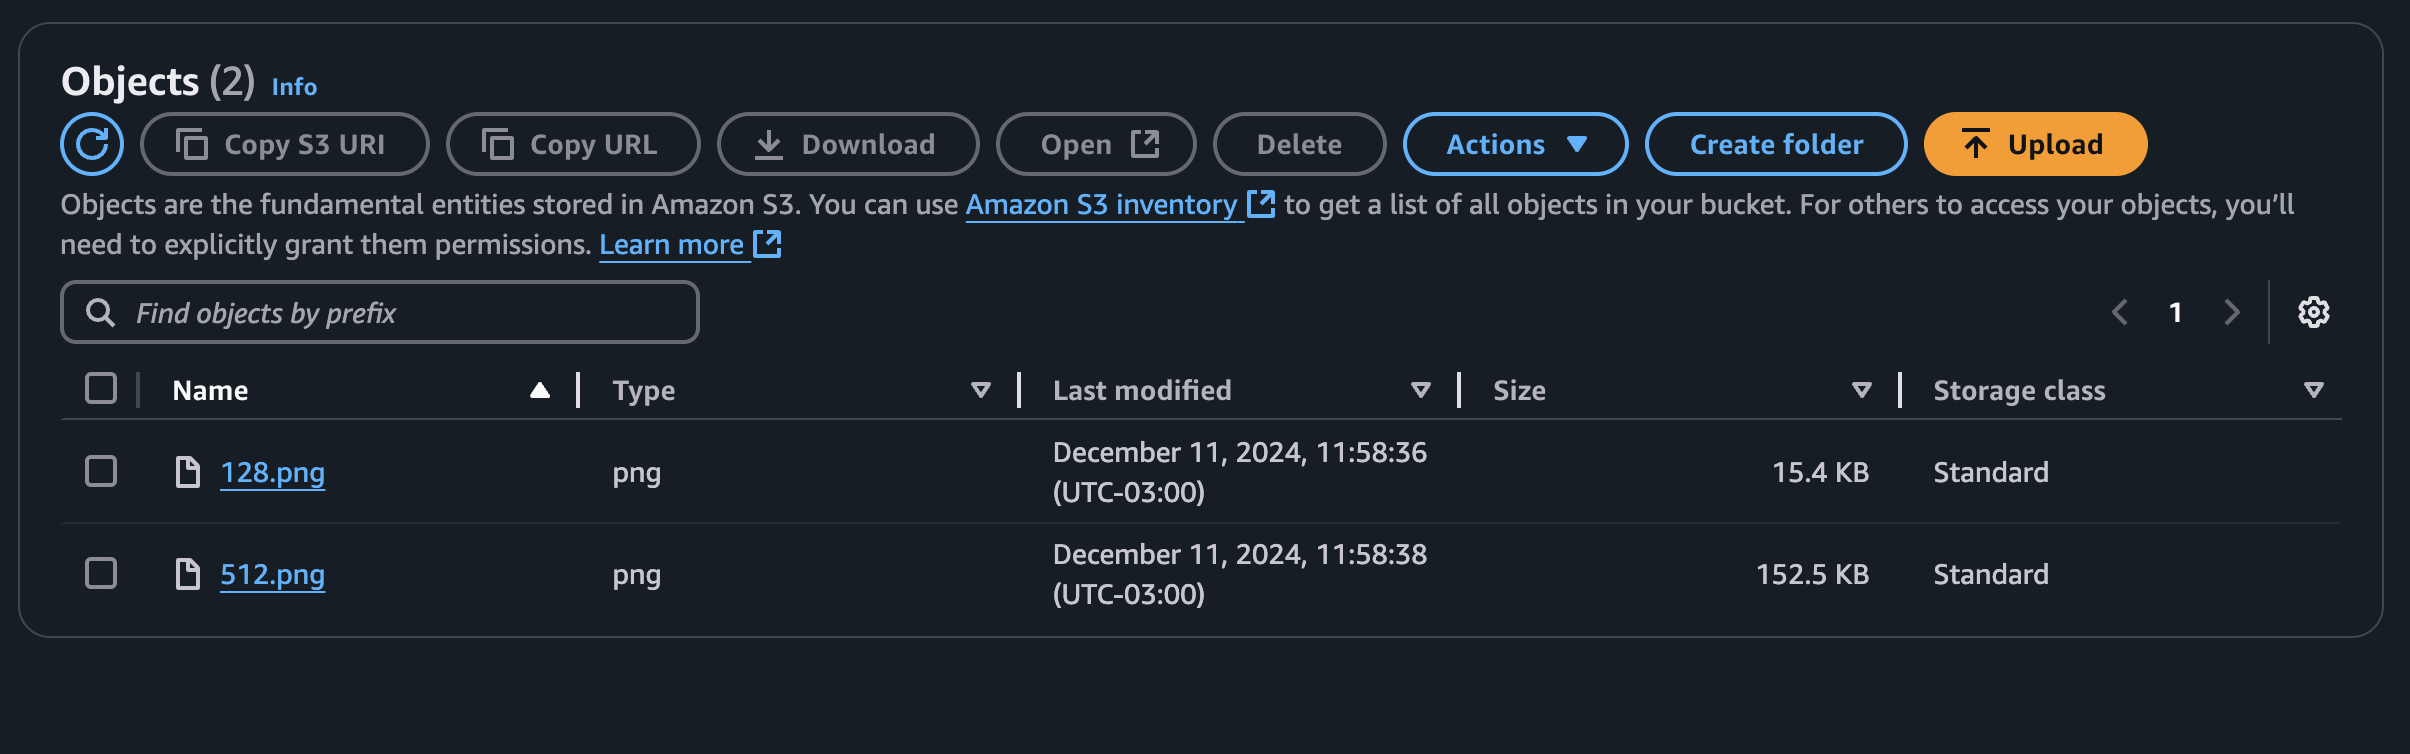 Objects (2) Info
Copy S3 URI Copy URL Download Open Delete Actions Create folder Upload
Objects are the fundamental entities stored in Amazon S3. You can use Amazon S3 inventory to get a list of all objects in your bucket. For others to access your objects, you’ll
need to explicitly grant them permissions. Learn more
Find objects by prefix
1
Name Type Last modified Size Storage class
128.png png December 11, 2024, 11:58:36 (UTC-03:00) 15.4 KB Standard
512.png png December 11, 2024, 11:58:38 (UTC-03:00) 152.5 KB Standard